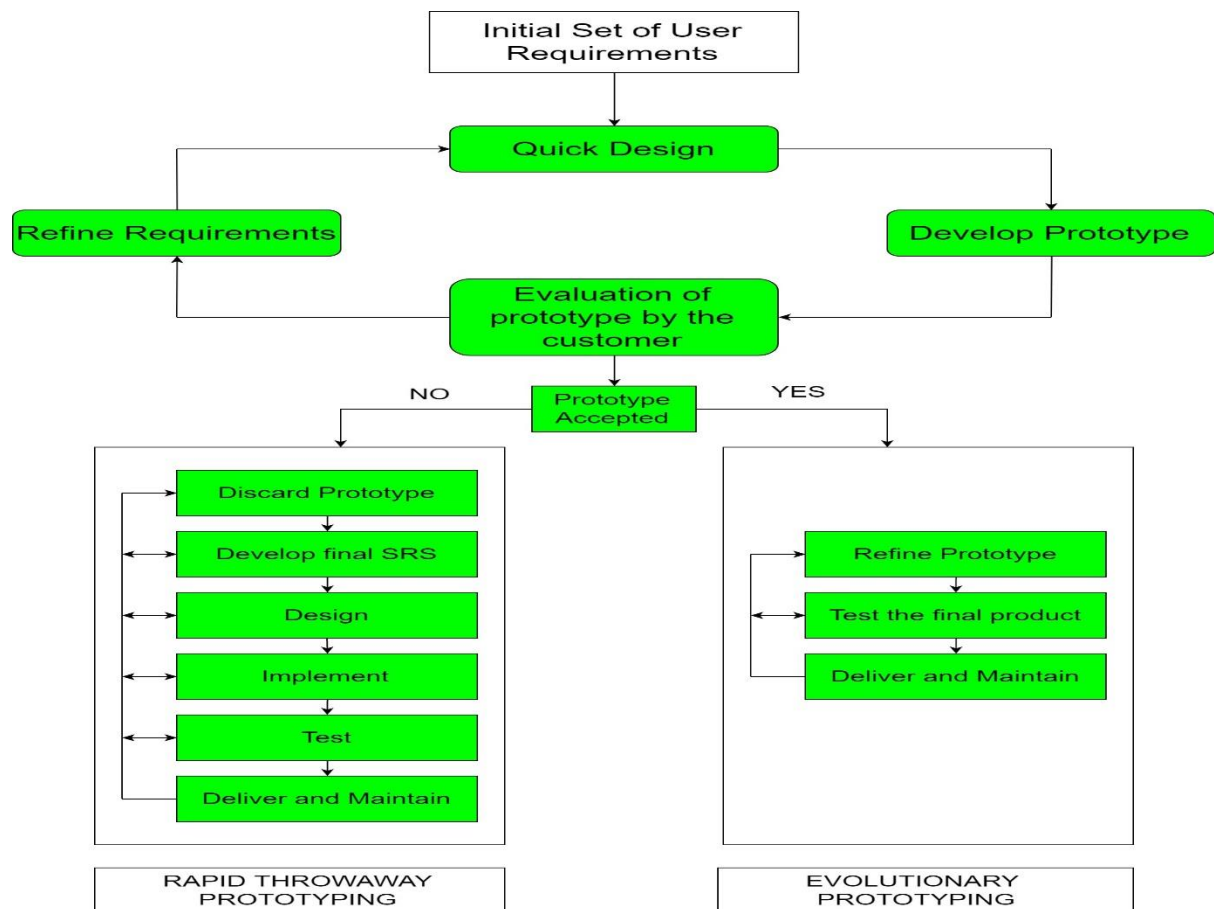 Initial Set of User
Requirements
Quick Design
Refine Requirements
Develop Prototype
Evaluation of
prototype by the
customer
NO
Prototype
Accepted
YES
Discard Prototype
Develop final SRS
Design
Implement
Test
Deliver and Maintain
Refine Prototype
Test the final product
Deliver and Maintain
RAPID THROWAWAY
PROTOTYPING
EVOLUTIONARY
PROTOTYPING